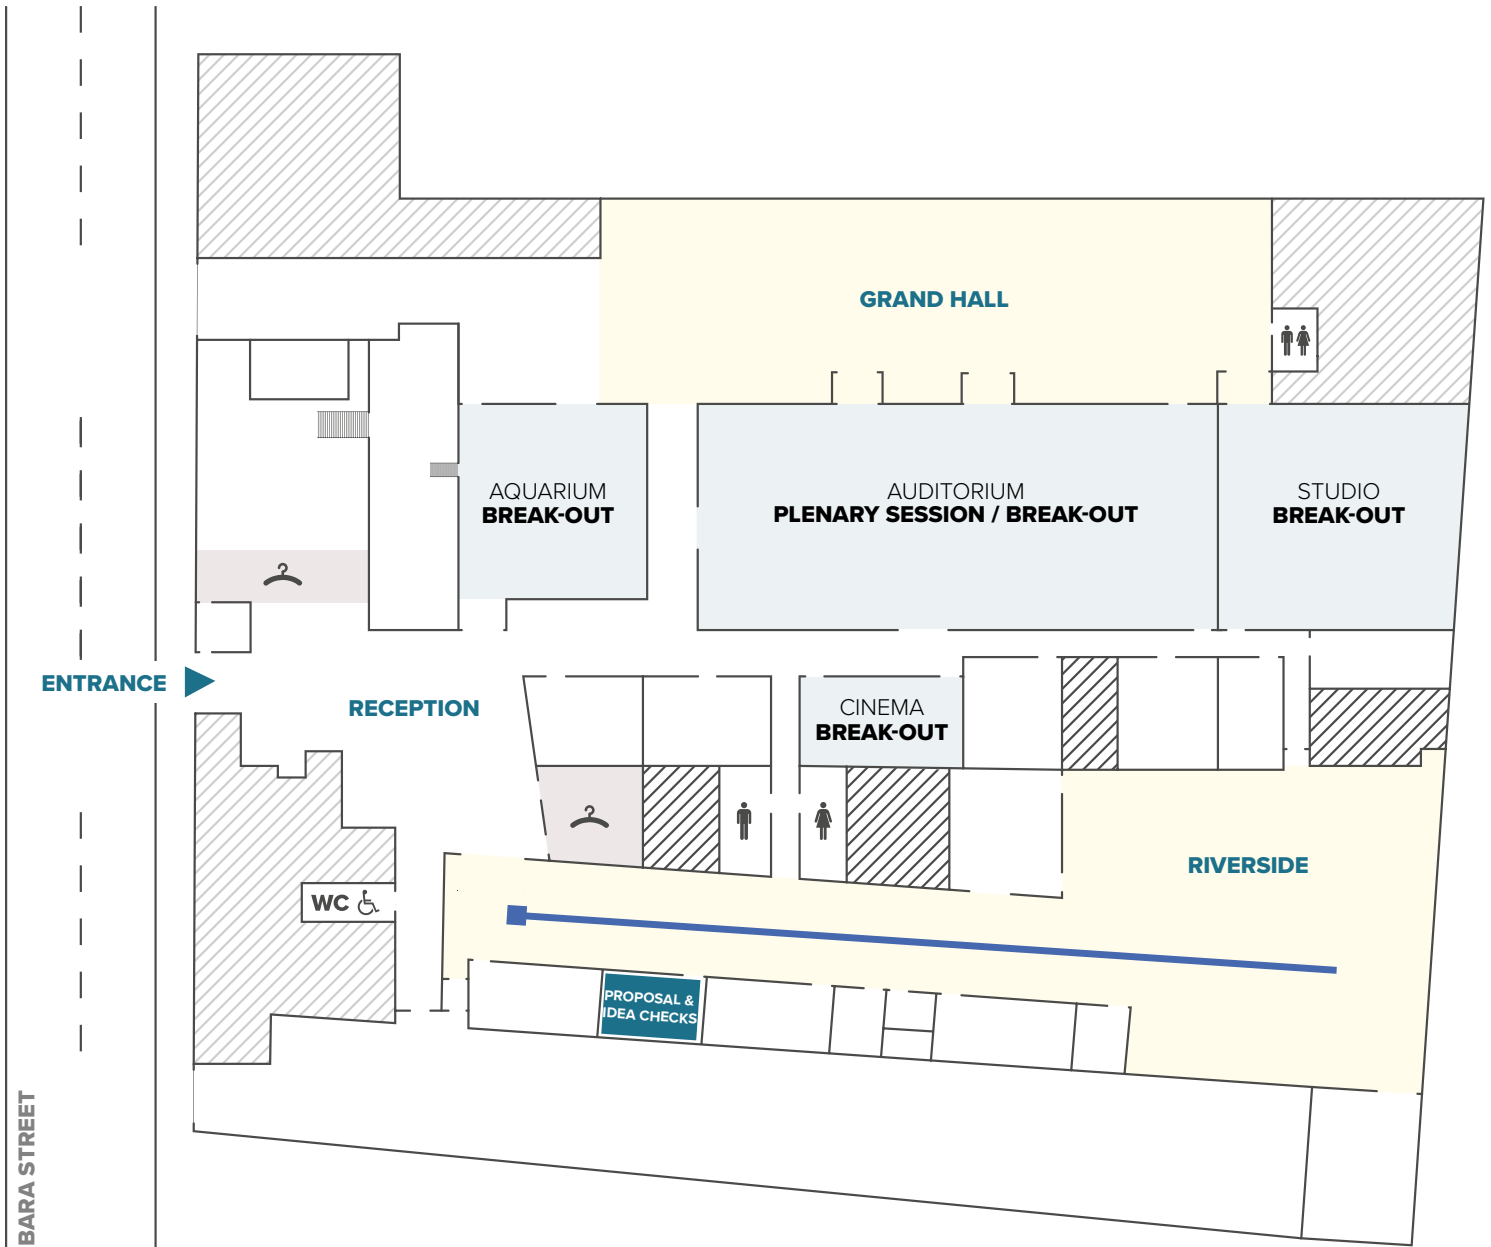 GRAND HALL
AQUARIUM
BREAK-OUT
AUDITORIUM
PLENARY SESSION / BREAK-OUT
STUDIO
BREAK-OUT
ENTRANCE
RECEPTION
CINEMA
BREAK-OUT
RIVERSIDE
WC
PROPOSAL &
IDEA CHECKS
BARA STREET